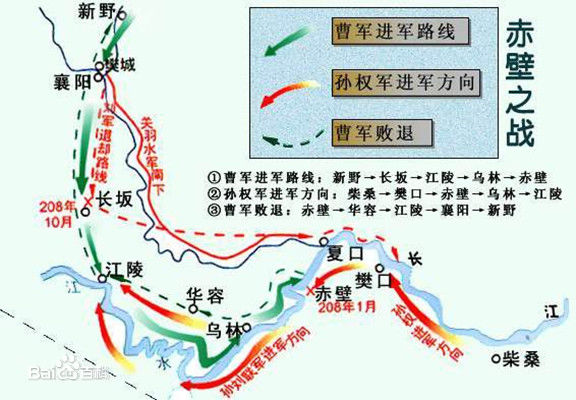 新野
樊城
襄阳
刘军退却路线
关羽水军南下
曹军进军路线
孙权军进军方向
曹军败退
赤壁之战
①曹军进军路线：新野→长坂→江陵→乌林→赤壁
②孙权军进军方向：柴桑→樊口→赤壁→乌林→江陵
③曹军败退：赤壁→华容→江陵→襄阳→新野
长坂
208年
10月
夏口
长
江陵
樊口
江
华容
赤壁
208年1月
江
乌林
孙权进军方向
水
孙刘联军进军方向
柴桑
Bai百科